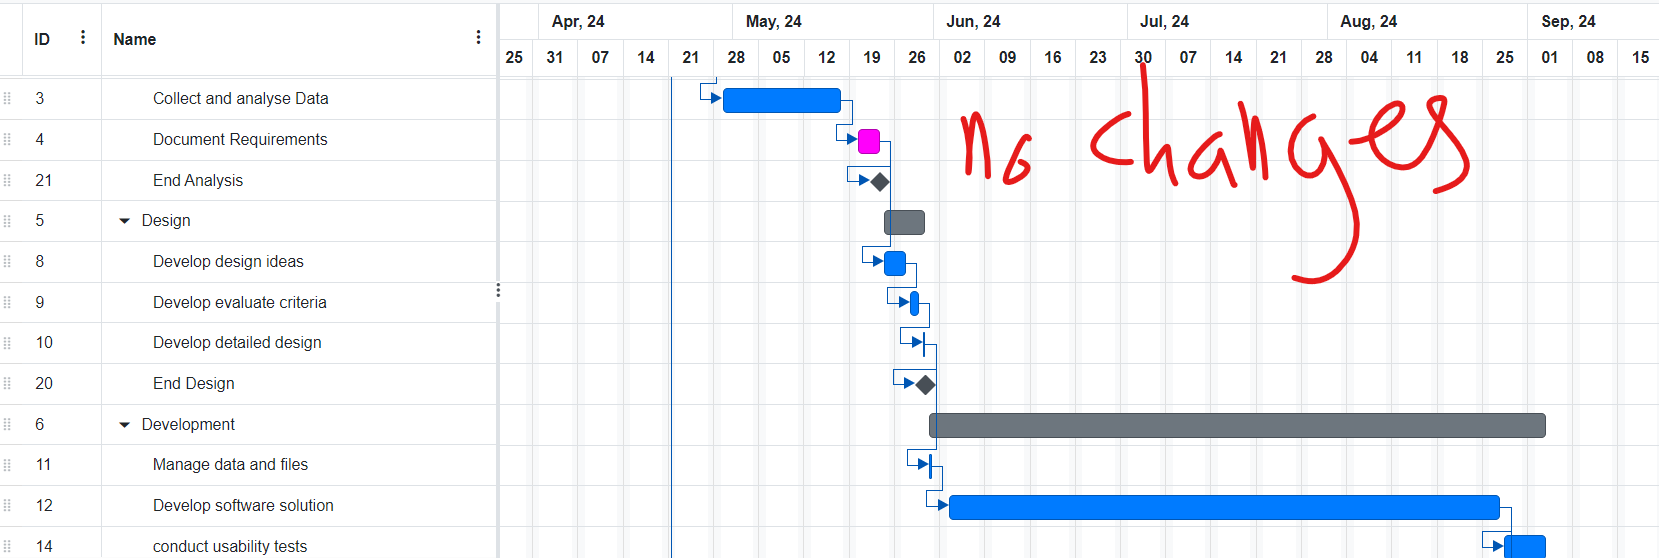 Apr, 24 May, 24 Jun, 24 Jul, 24 Aug, 24 Sep, 24
ID Name
25 31 07 14 21 28 05 12 19 26 02 09 16 23 30 07 14 21 28 04 11 18 25 01 08 15
3 Collect and analyse Data
4 Document Requirements
no changes
21 End Analysis
5 Design
8 Develop design ideas
9 Develop evaluate criteria
10 Develop detailed design
20 End Design
6 Development
11 Manage data and files
12 Develop software solution
14 conduct usability tests